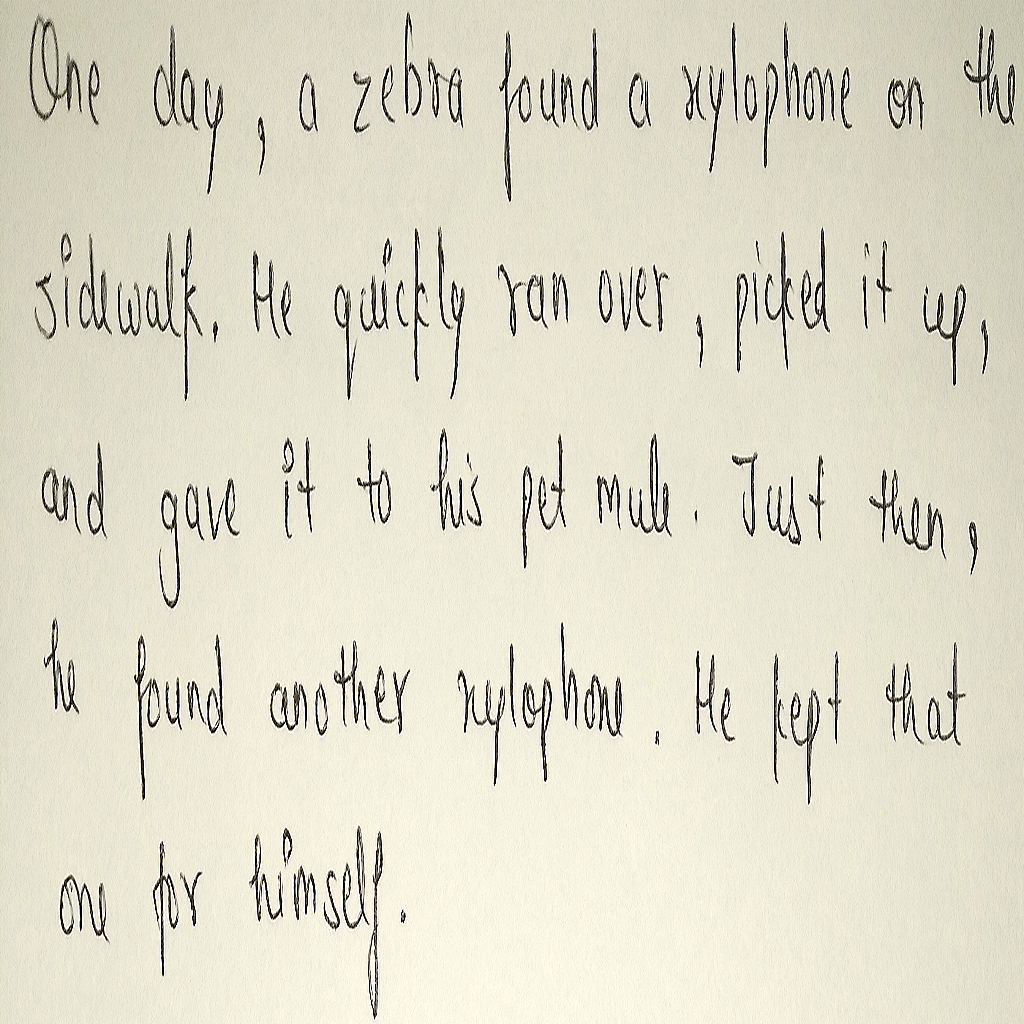 One day, a zebra found a xylophone on the
sidewalk. He quickly ran over, picked it up,
and gave it to his pet mule. Just then,
he found another xylophone. He kept that
one for himself.